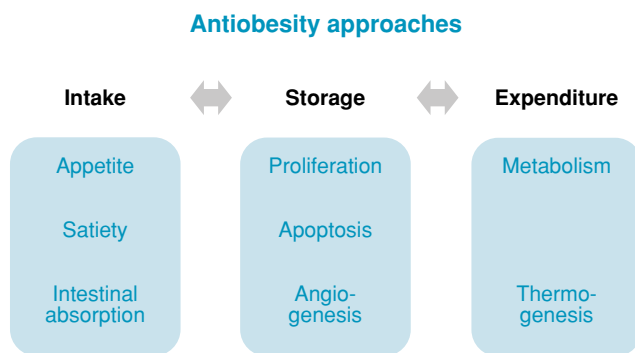 Antiobesity approaches
Intake Storage Expenditure
Appetite Proliferation Metabolism
Satiety Apoptosis
Intestinal Angio- Thermo-
absorption genesis genesis